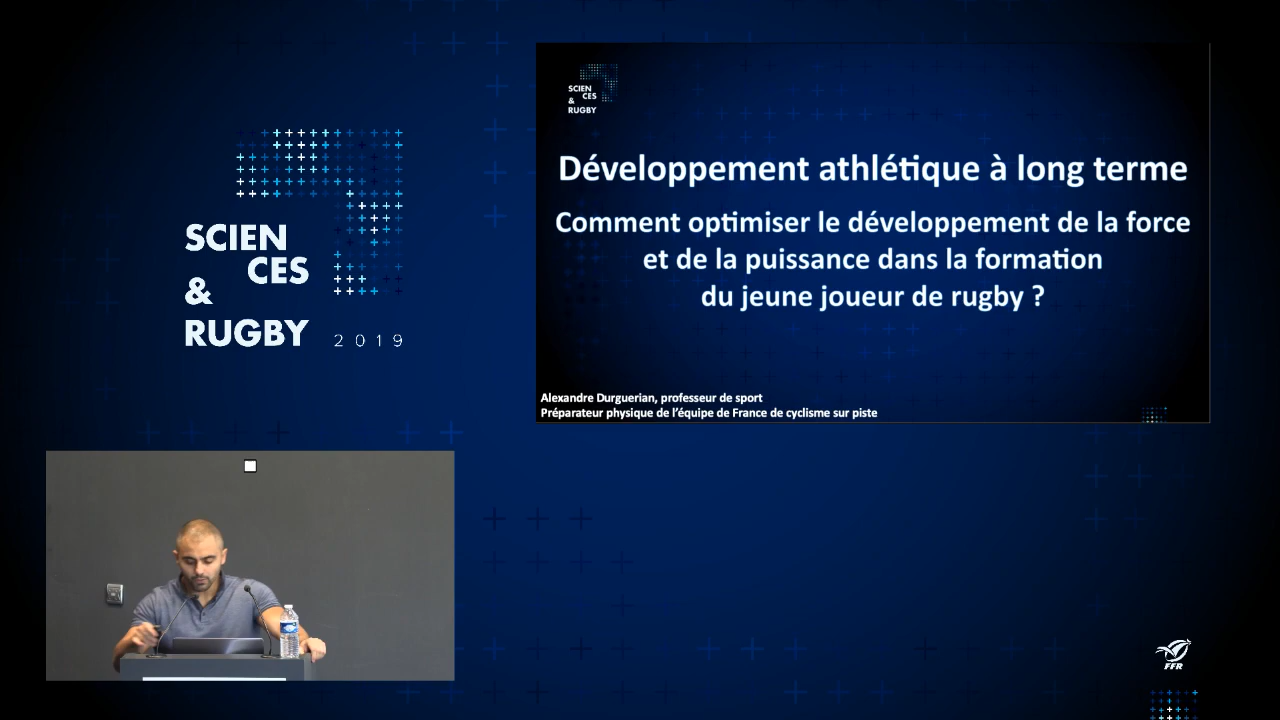 SCIEN
CES
&
RUGBY
2019
SCIEN
CES
&
RUGBY
Développement athlétique à long terme
Comment optimiser le développement de la force
et de la puissance dans la formation
du jeune joueur de rugby ?
Alexandre Durguerian, professeur de sport
Préparateur physique de l'équipe de France de cyclisme sur piste
FFR